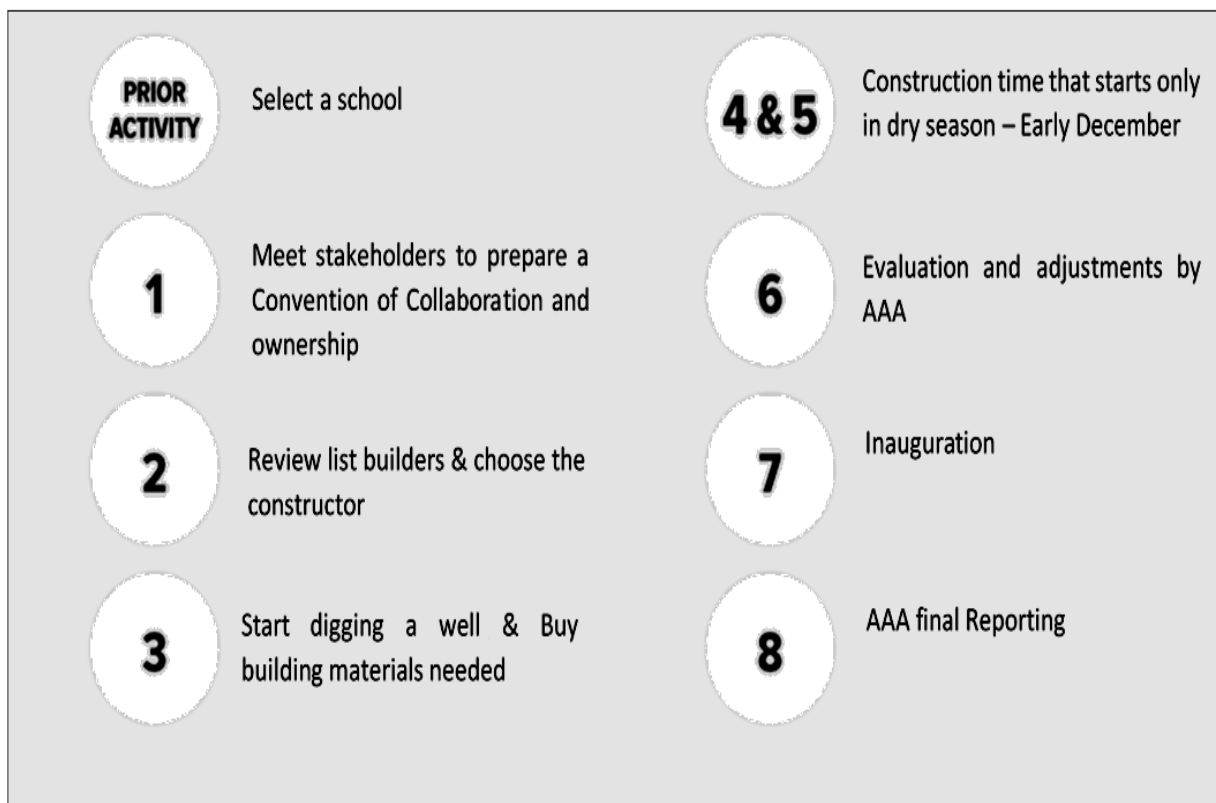 PRIOR
ACTIVITY
Select a school
1
Meet stakeholders to prepare a
Convention of Collaboration and
ownership
2
Review list builders & choose the
constructor
3
Start digging a well & Buy
building materials needed
4 & 5
Construction time that starts only
in dry season – Early December
6
Evaluation and adjustments by
AAA
7
Inauguration
8
AAA final Reporting